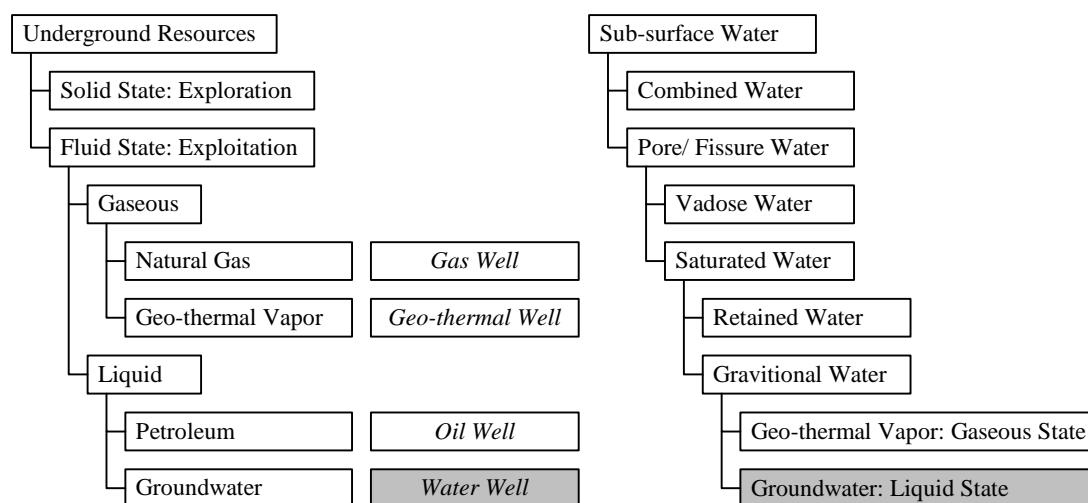 Underground Resources
Solid State: Exploration
Fluid State: Exploitation
Gaseous
Natural Gas
Gas Well
Geo-thermal Vapor
Geo-thermal Well
Liquid
Petroleum
Oil Well
Groundwater
Water Well
Sub-surface Water
Combined Water
Pore/ Fissure Water
Vadose Water
Saturated Water
Retained Water
Gravitional Water
Geo-thermal Vapor: Gaseous State
Groundwater: Liquid State